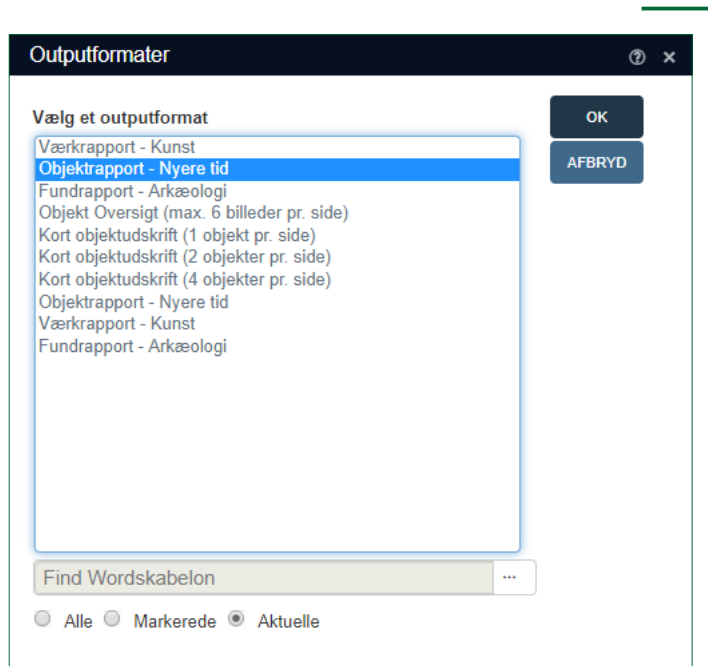 Outputformater
Vælg et outputformat
OK
AFBRYD
Værkrapport - Kunst
Objektrapport - Nyere tid
Fundrapport - Arkæologi
Objekt Oversigt (max. 6 billeder pr. side)
Kort objektudskrift (1 objekt pr. side)
Kort objektudskrift (2 objekter pr. side)
Kort objektudskrift (4 objekter pr. side)
Objektrapport - Nyere tid
Værkrapport - Kunst
Fundrapport - Arkæologi
Find Wordskabelon ...
Alle Markerede Aktuelle